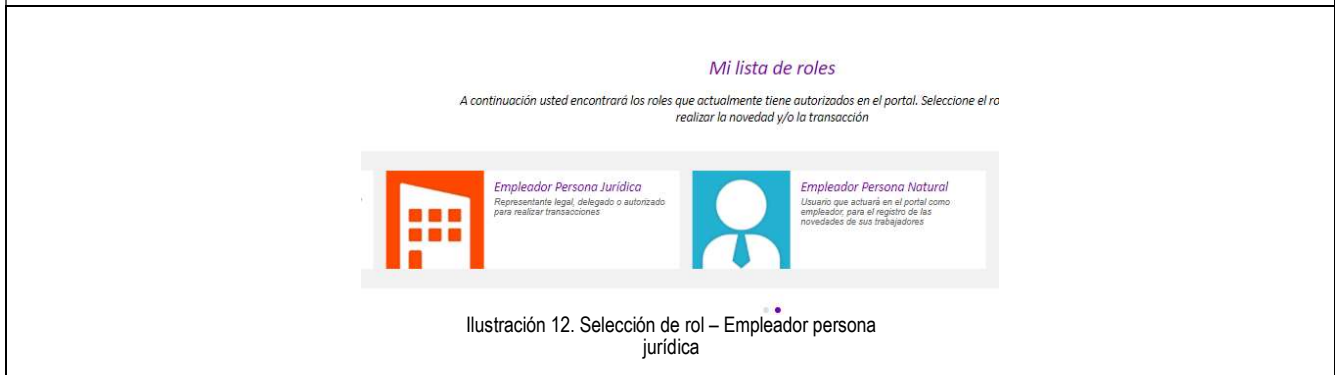 Mi lista de roles
A continuación usted encontrará los roles que actualmente tiene autorizados en el portal. Seleccione el ro
realizar la novedad y/o la transacción
Empleador Persona Jurídica
Representante legal, delegado o autorizado
para realizar transacciones
Empleador Persona Natural
Usuario que actuará en el portal como
empleador, para el registro de las
novedades de sus trabajadores
Ilustración 12. Selección de rol – Empleador persona
jurídica